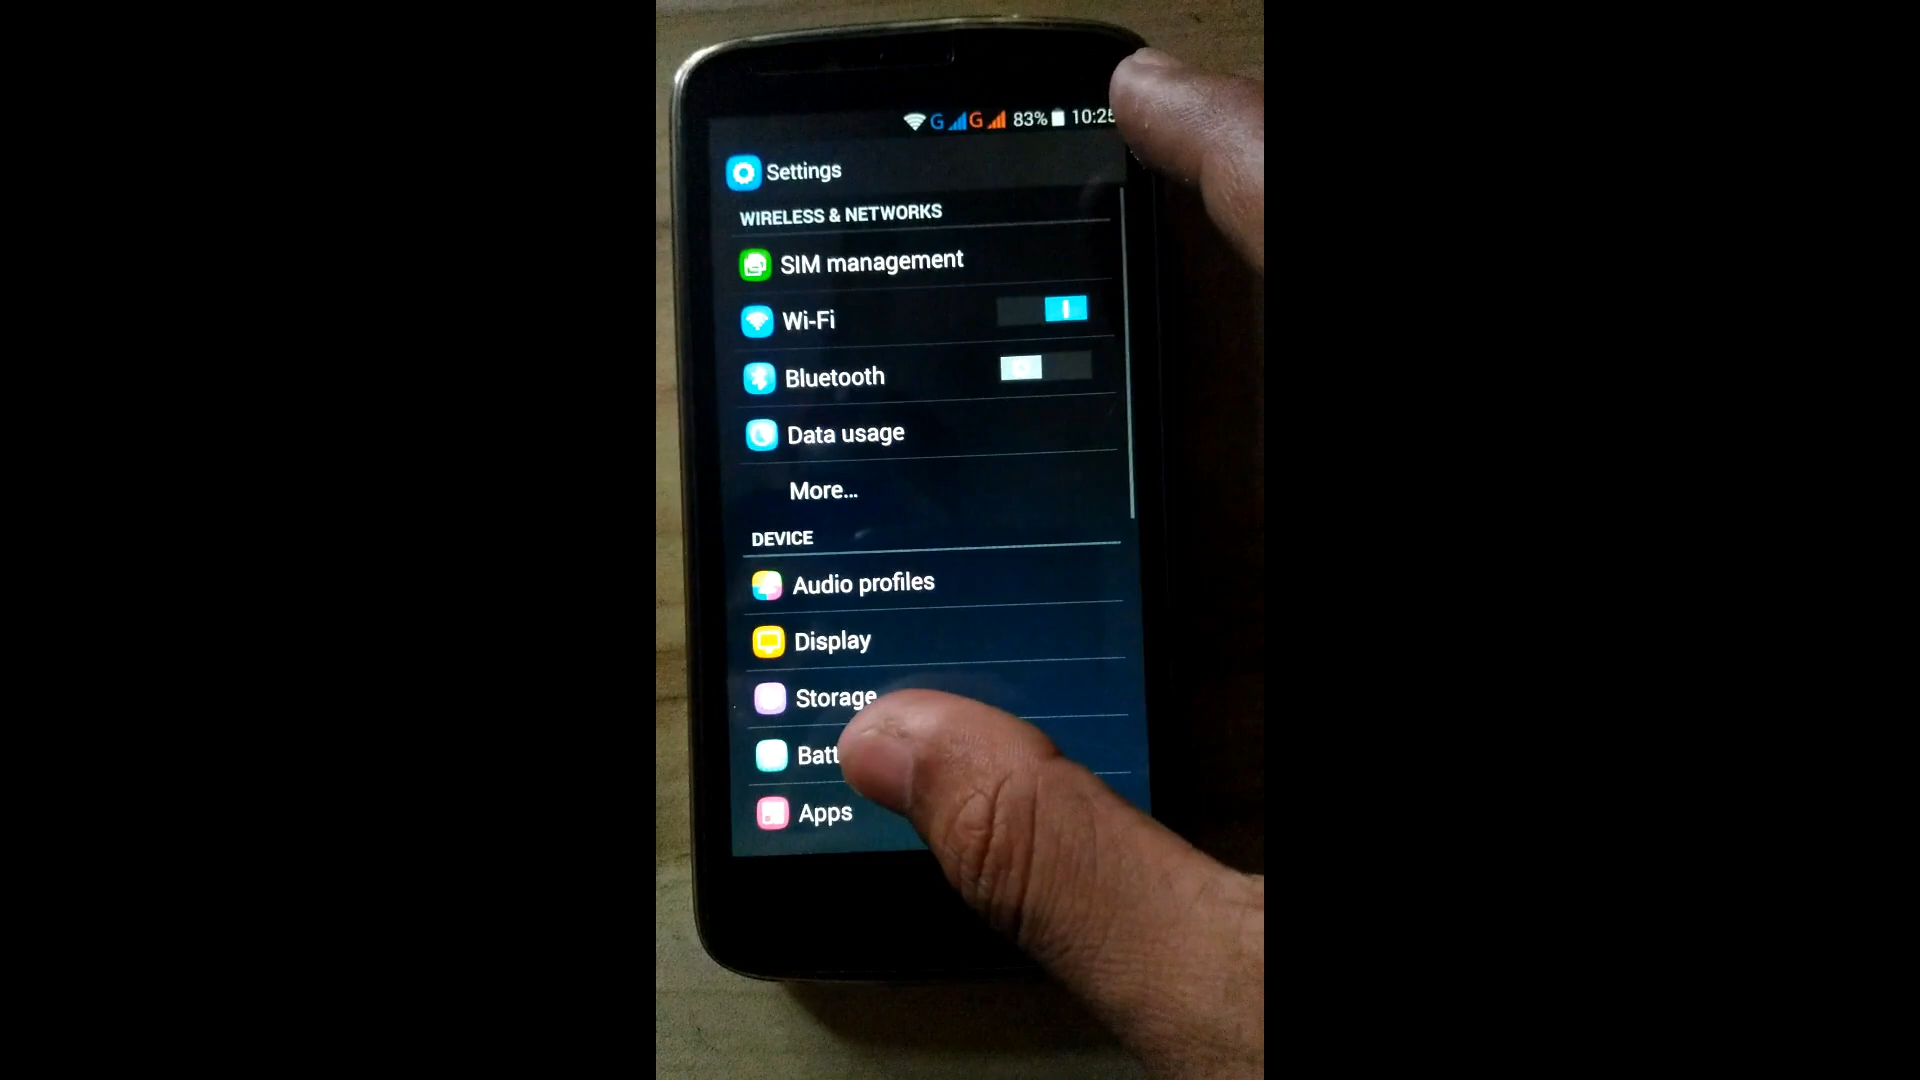 G G 83% 10:25
Settings
WIRELESS & NETWORKS
SIM management
Wi-Fi
Bluetooth
Data usage
More...
DEVICE
Audio profiles
Display
Storage
Batt
Apps